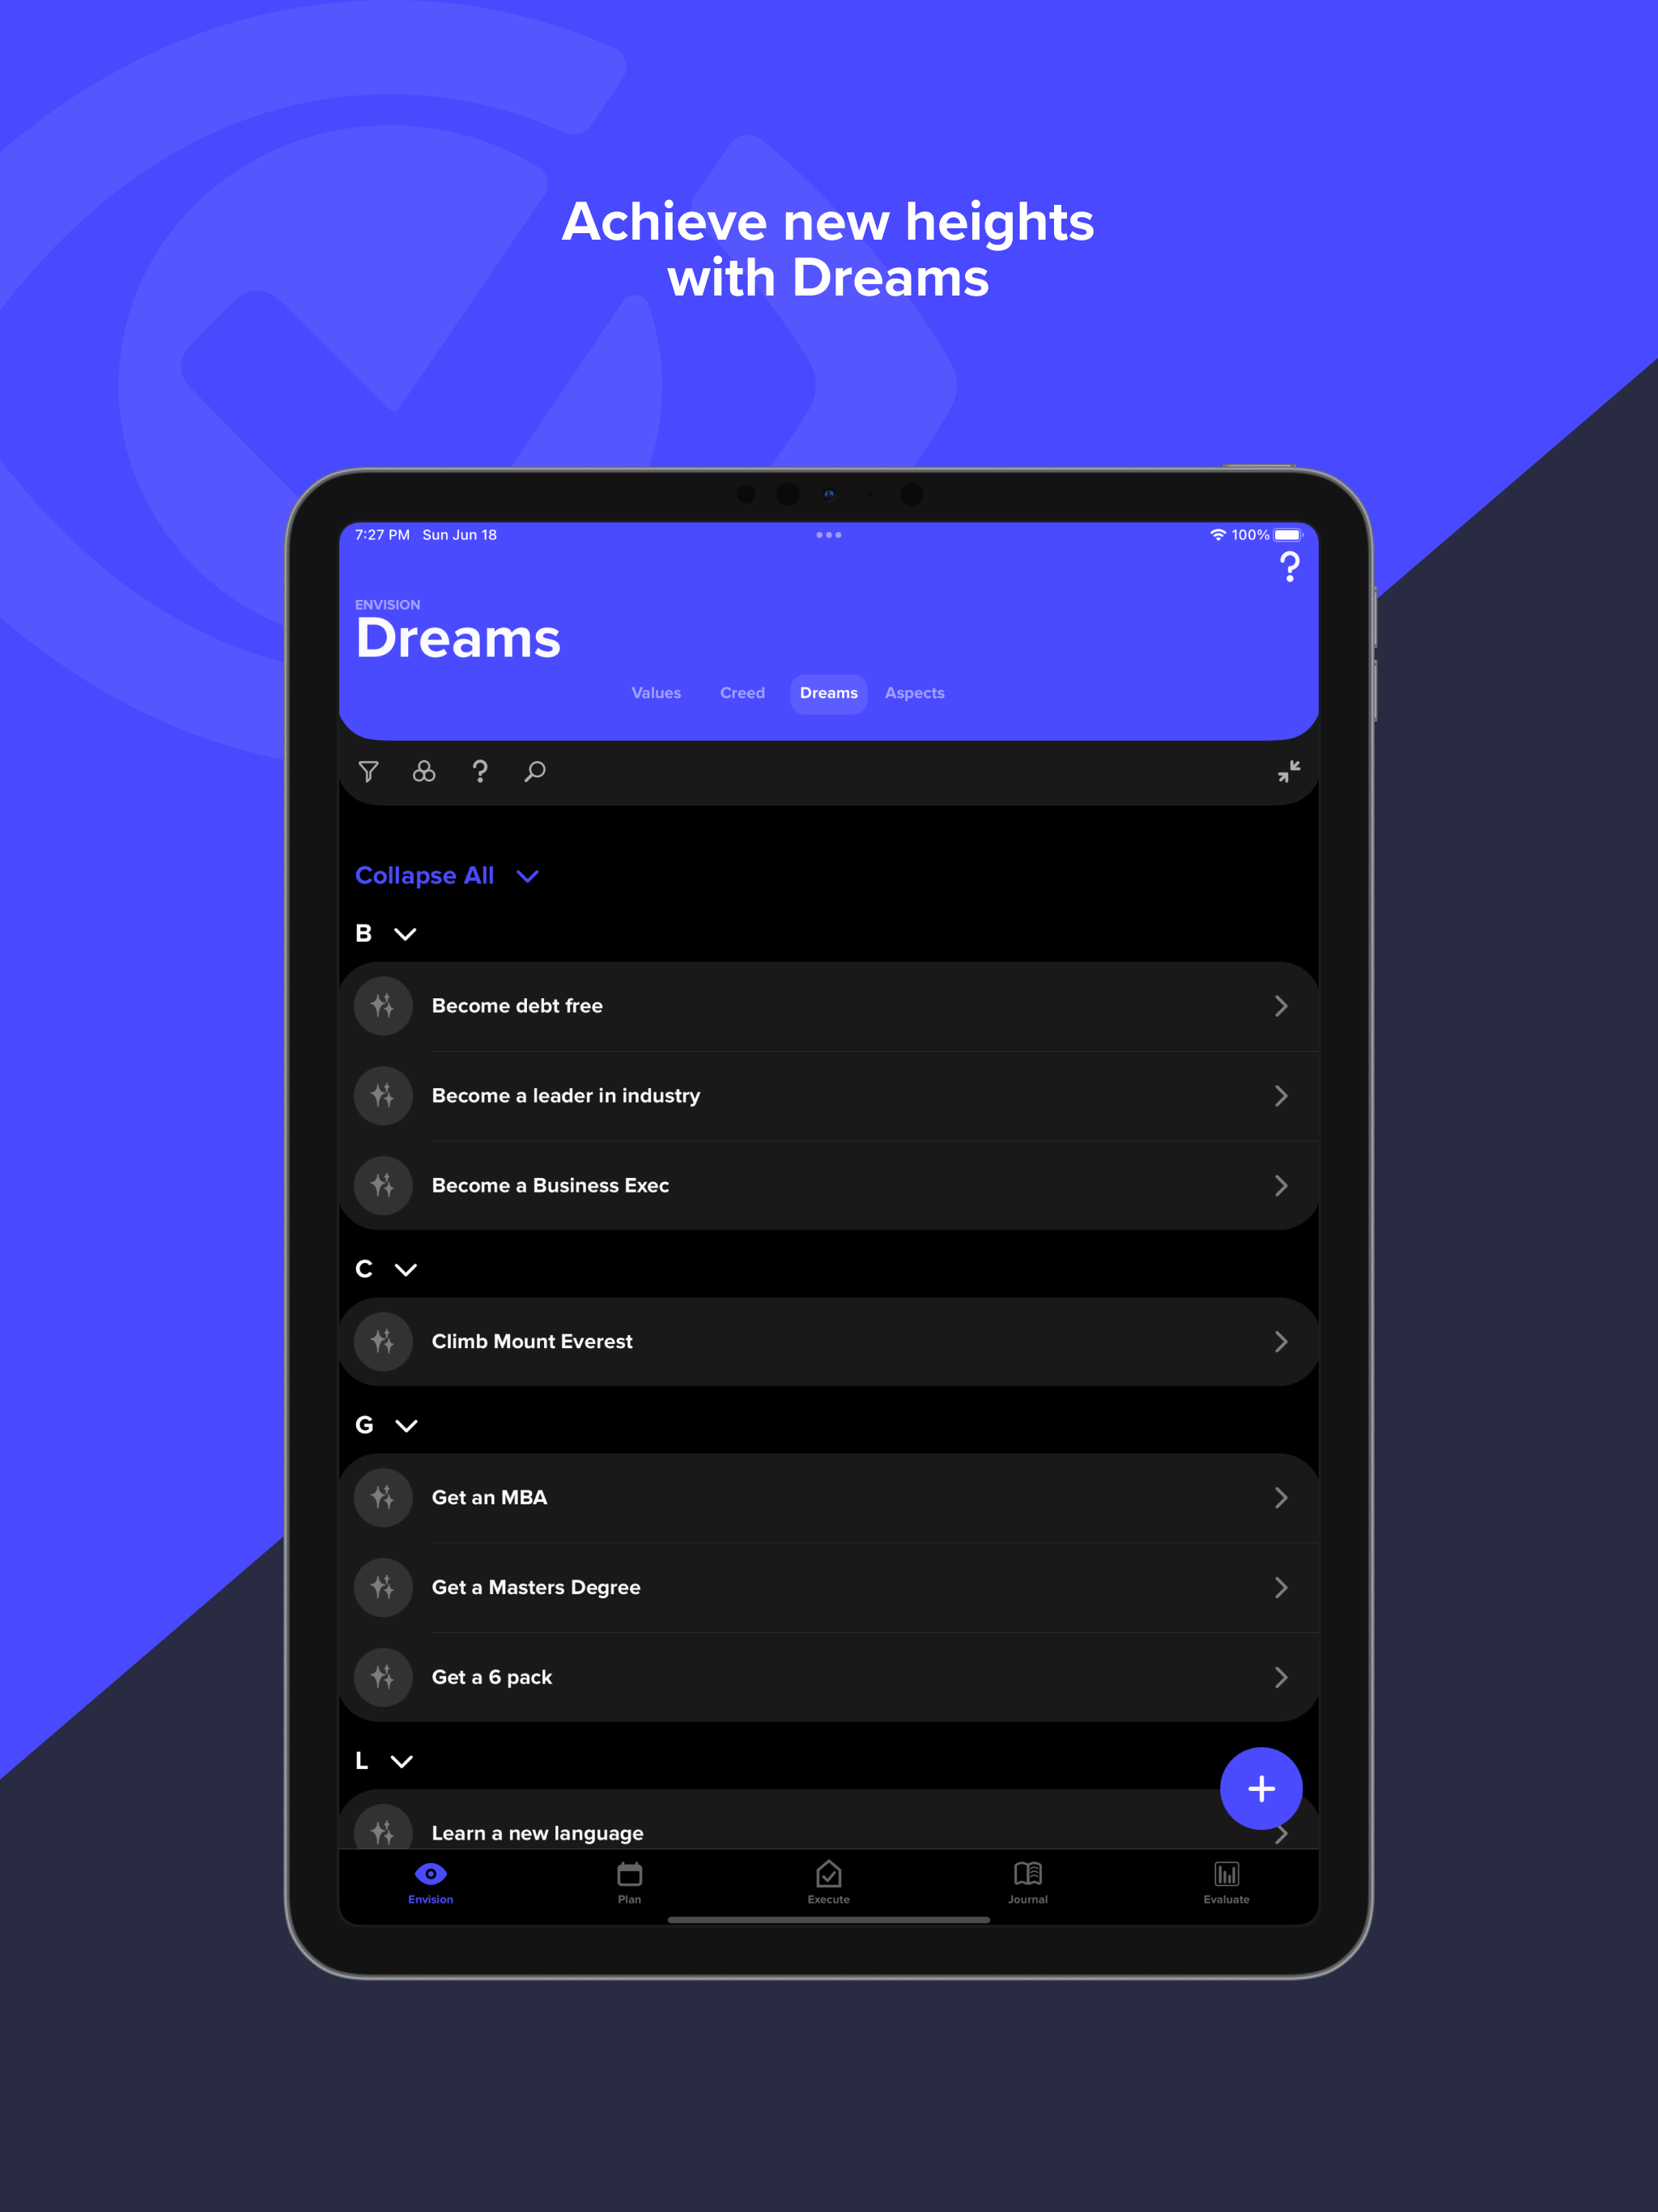 Achieve new heights
with Dreams
7:27 PM Sun Jun 18
100%
?
ENVISION
Dreams
Values Creed Dreams Aspects
?
Collapse All
B
Become debt free
Become a leader in industry
Become a Business Exec
C
Climb Mount Everest
G
Get an MBA
Get a Masters Degree
Get a 6 pack
L
Learn a new language
Envision Plan Execute Journal Evaluate